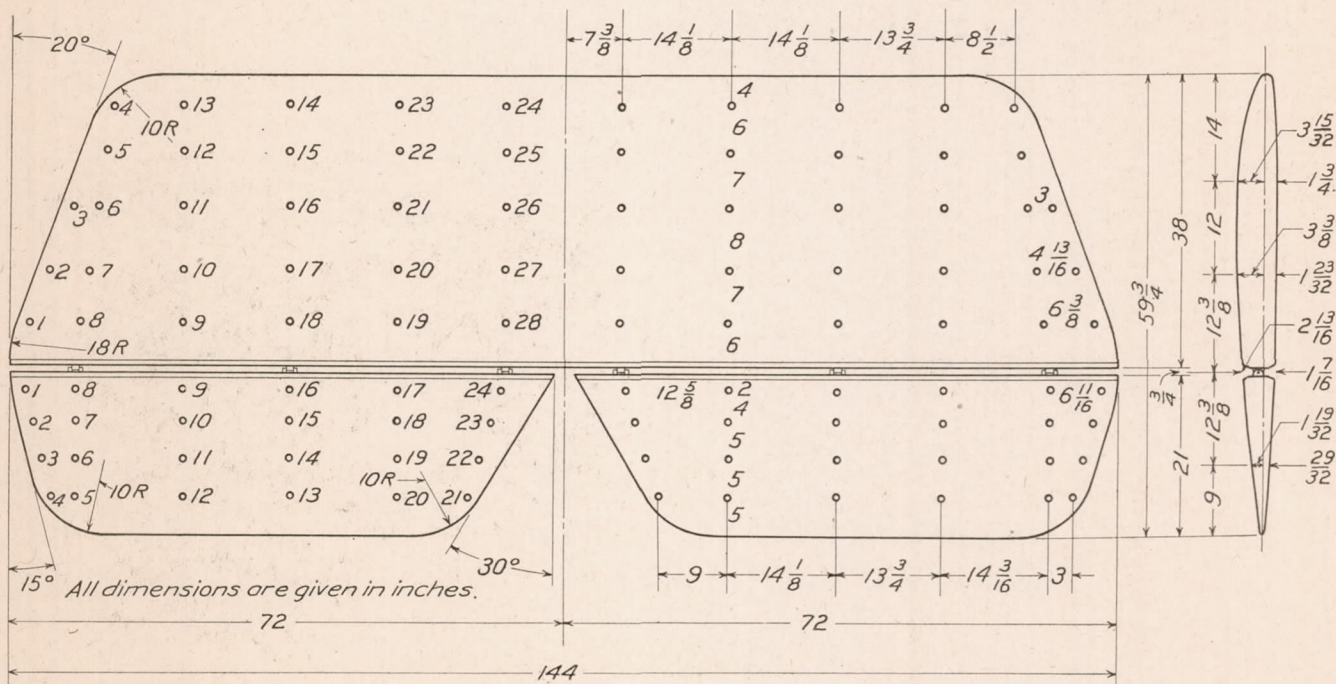 20° 7 3/8 14 1/8 14 1/8 13 3/4 8 1/2
10R
4 13 14 23 24 4
6
5 12 15 22 25
7
3 6 11 16 21 26 3
8
2 7 10 17 20 27 4 13/16
7
1 8 9 18 19 28 6 3/8
6
18R
1 8 9 16 17 24 12 5/8 2 6 11/16
4
2 7 10 15 18 23
5
3 6 11 14 19 22
5
10R 10R
4 5 12 13 20 21
5
15° 30° 9 14 1/8 13 3/4 14 3/16 3
All dimensions are given in inches.
72 72
144
59 3/4
38
3/4
21
14
12
12 3/8
12 3/8
9
3 15/32
1 3/4
3 3/8
1 23/32
2 13/16
1 7/16
1 19/32
29/32